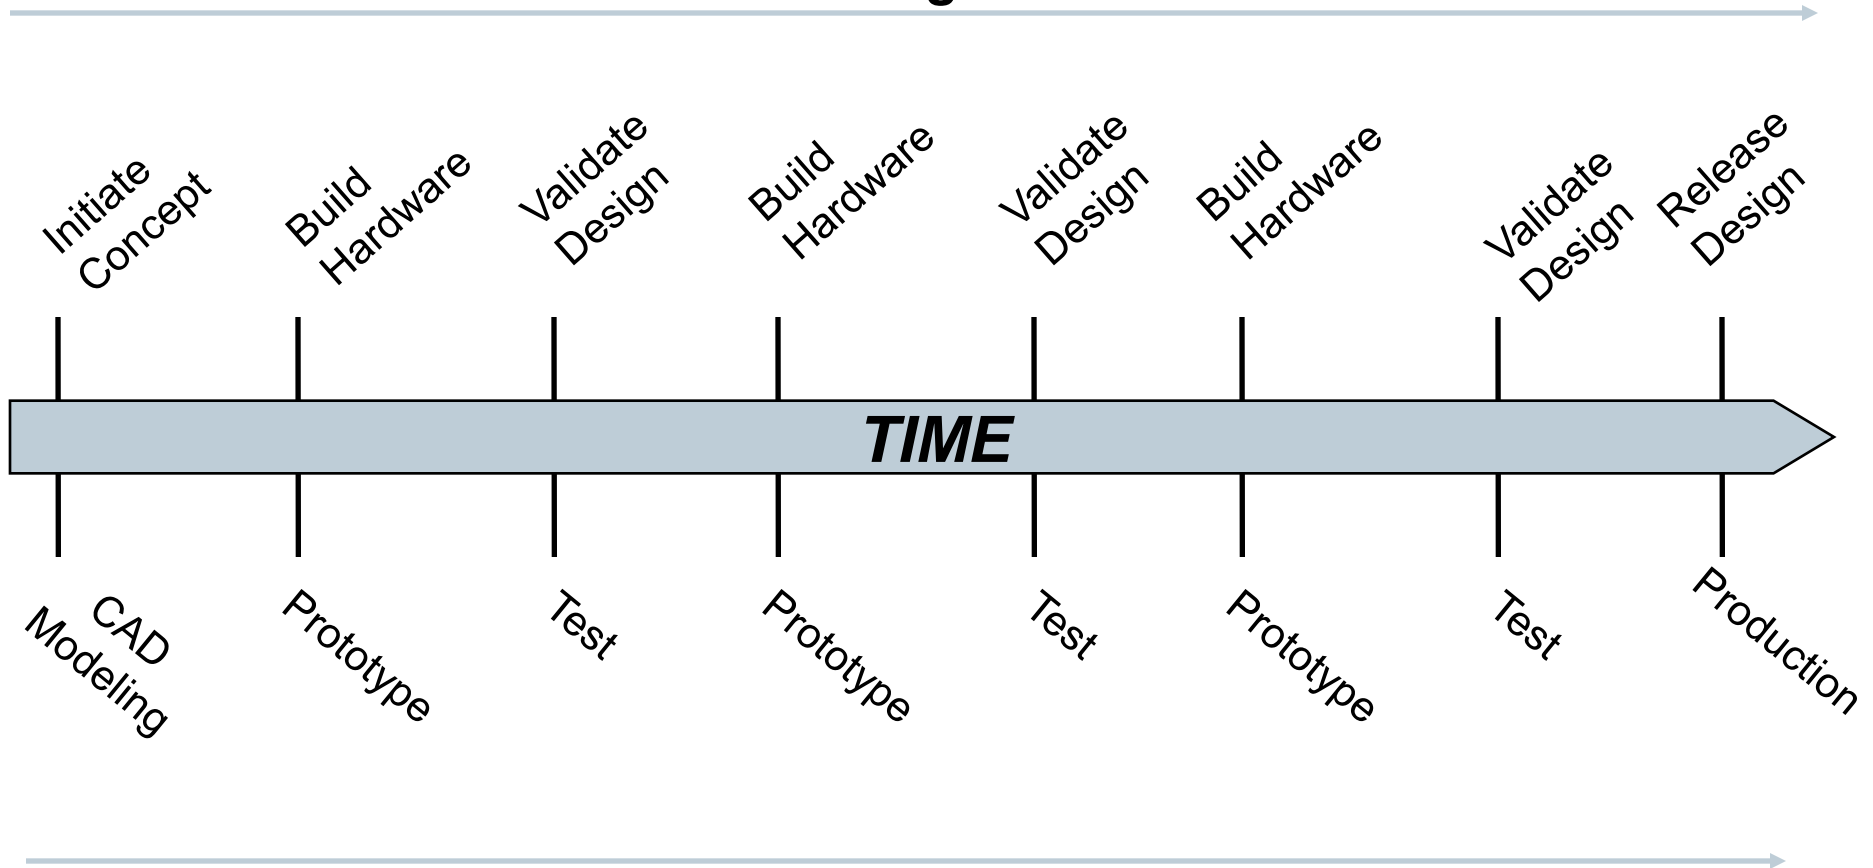 Initiate
Concept
Build
Hardware
Validate
Design
Build
Hardware
Validate
Design
Build
Hardware
Validate
Design
Release
Design
TIME
CAD
Modeling
Prototype
Test
Prototype
Test
Prototype
Test
Production